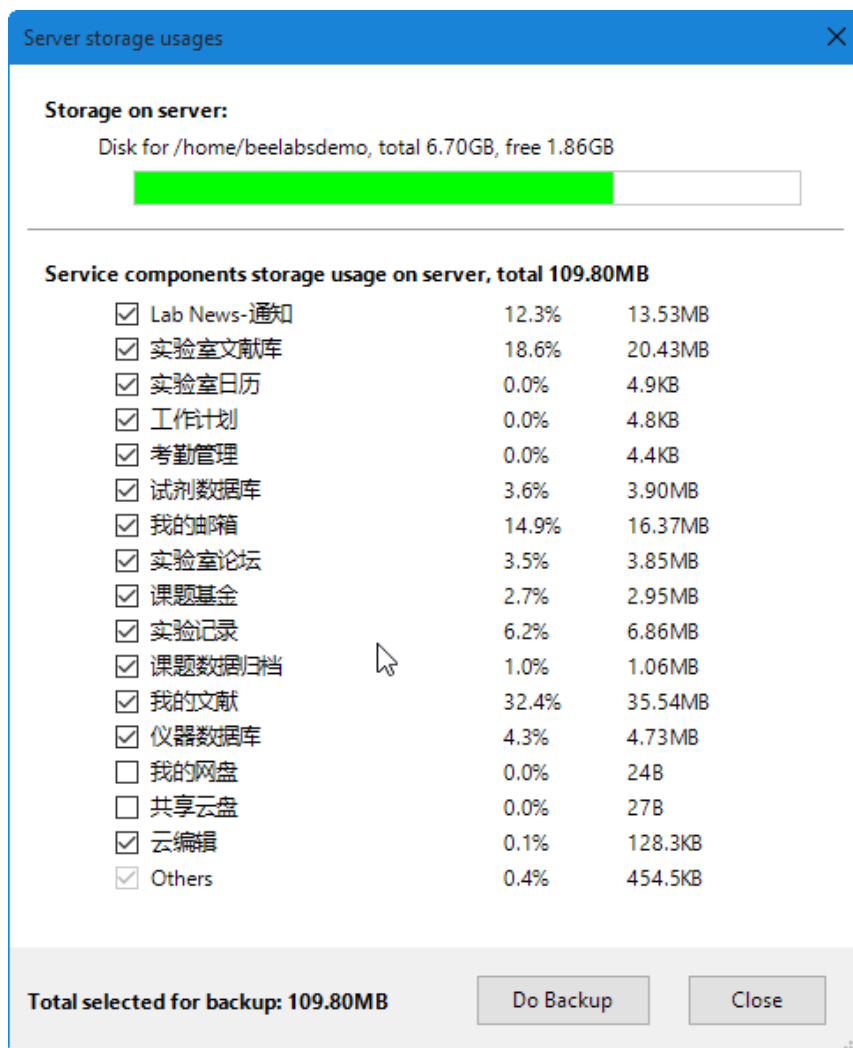 Server storage usages
Storage on server:
Disk for /home/beelabsdemo, total 6.70GB, free 1.86GB
Service components storage usage on server, total 109.80MB
Lab News-通知 12.3% 13.53MB
实验室文献库 18.6% 20.43MB
实验室日历 0.0% 4.9KB
工作计划 0.0% 4.8KB
考勤管理 0.0% 4.4KB
试剂数据库 3.6% 3.90MB
我的邮箱 14.9% 16.37MB
实验室论坛 3.5% 3.85MB
课题基金 2.7% 2.95MB
实验记录 6.2% 6.86MB
课题数据归档 1.0% 1.06MB
我的文献 32.4% 35.54MB
仪器数据库 4.3% 4.73MB
我的网盘 0.0% 24B
共享云盘 0.0% 27B
云编辑 0.1% 128.3KB
Others 0.4% 454.5KB
Total selected for backup: 109.80MB Do Backup Close